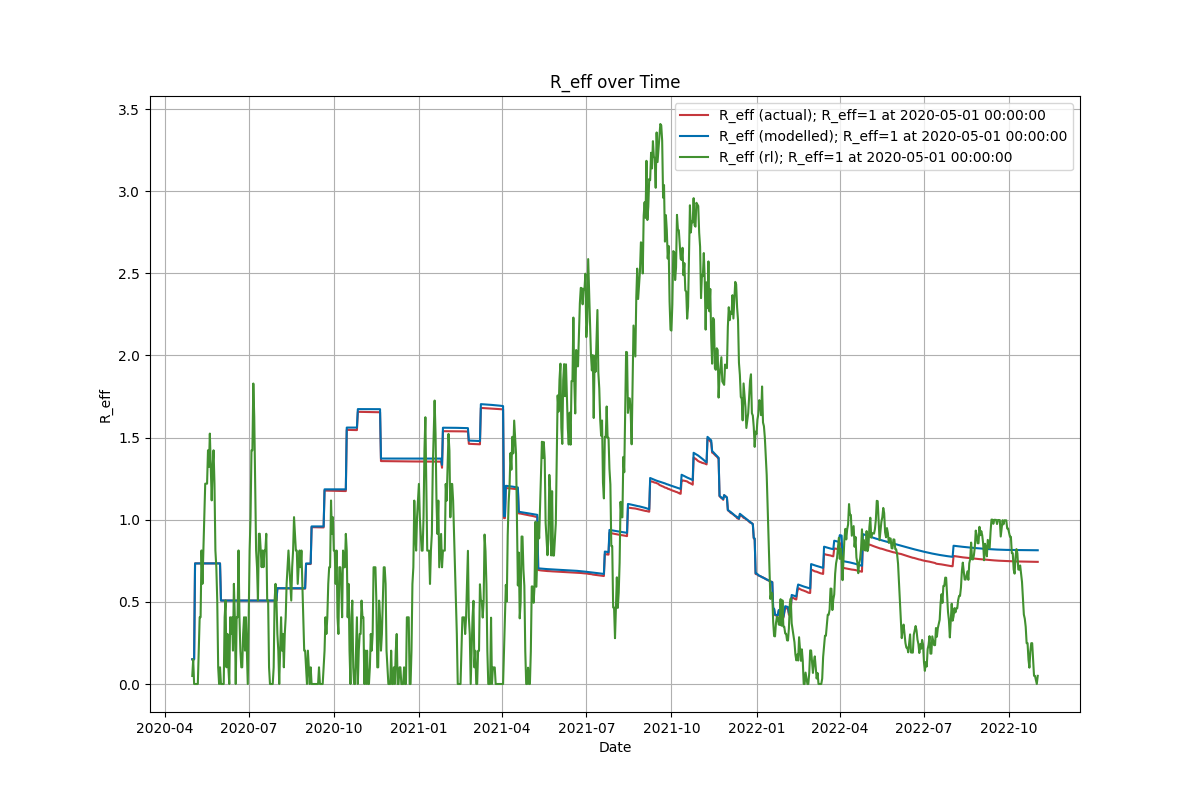 R_eff over Time
R_eff (actual); R_eff=1 at 2020-05-01 00:00:00
R_eff (modelled); R_eff=1 at 2020-05-01 00:00:00
R_eff (rl); R_eff=1 at 2020-05-01 00:00:00
R_eff
3.5
3.0
2.5
2.0
1.5
1.0
0.5
0.0
2020-04 2020-07 2020-10 2021-01 2021-04 2021-07 2021-10 2022-01 2022-04 2022-07 2022-10
Date